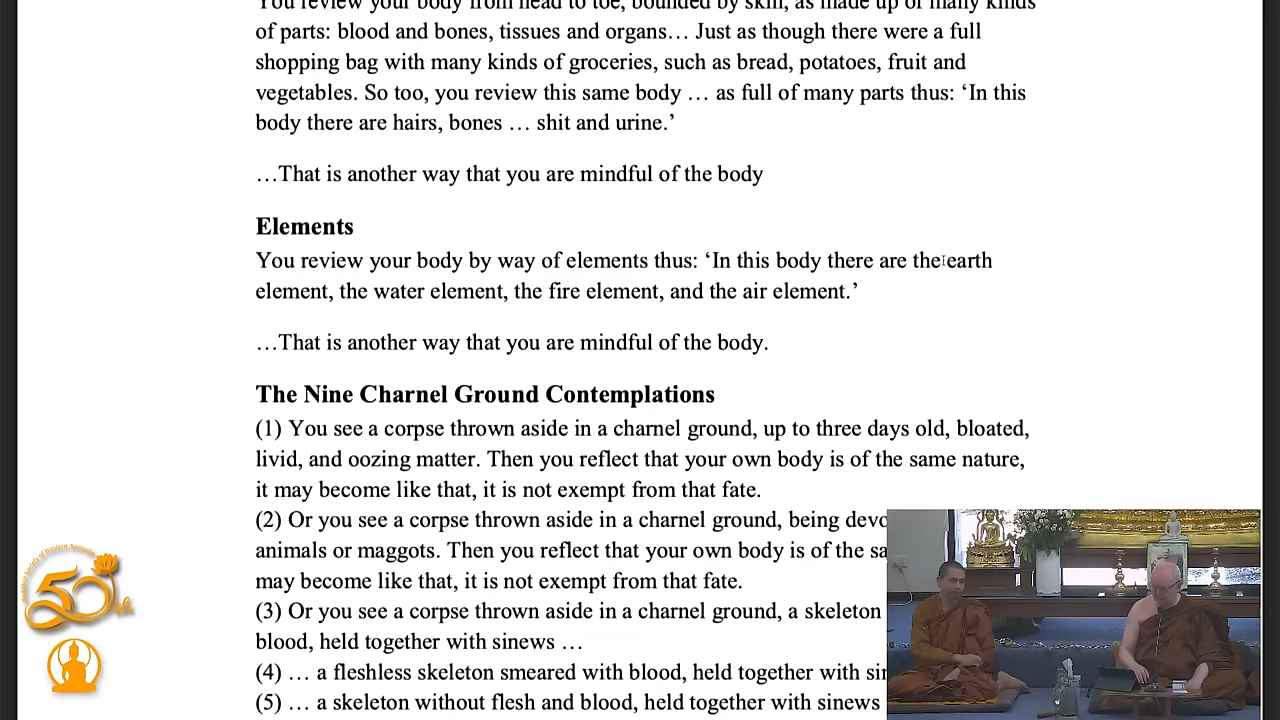 You review your body from head to toe, bounded by skin, as made up of many kinds
of parts: blood and bones, tissues and organs… Just as though there were a full
shopping bag with many kinds of groceries, such as bread, potatoes, fruit and
vegetables. So too, you review this same body … as full of many parts thus: ‘In this
body there are hairs, bones … shit and urine.’
…That is another way that you are mindful of the body
Elements
You review your body by way of elements thus: ‘In this body there are the earth
element, the water element, the fire element, and the air element.’
…That is another way that you are mindful of the body.
The Nine Charnel Ground Contemplations
(1) You see a corpse thrown aside in a charnel ground, up to three days old, bloated,
livid, and oozing matter. Then you reflect that your own body is of the same nature,
it may become like that, it is not exempt from that fate.
(2) Or you see a corpse thrown aside in a charnel ground, being devo
animals or maggots. Then you reflect that your own body is of the sa
may become like that, it is not exempt from that fate.
(3) Or you see a corpse thrown aside in a charnel ground, a skeleton
blood, held together with sinews …
(4) … a fleshless skeleton smeared with blood, held together with si
(5) … a skeleton without flesh and blood, held together with sinews
50th